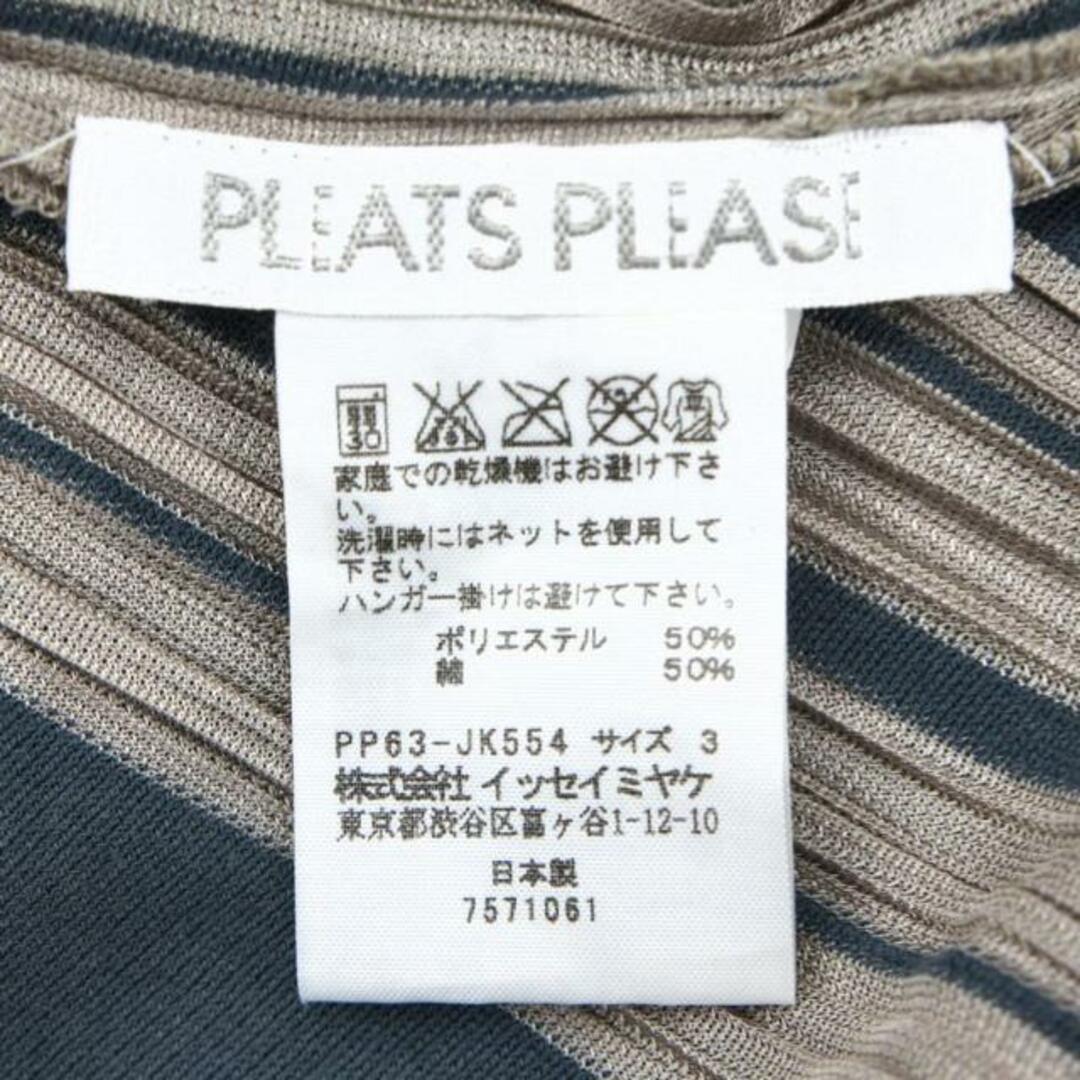 PLEATS PLEASE
30
家庭での乾燥機はお避け下さ
い。
洗濯時にはネットを使用して
下さい。
ハンガー掛けは避けて下さい。
ポリエステル 50%
綿 50%
PP63-JK554 サイズ 3
株式会社 イッセイミヤケ
東京都渋谷区富ヶ谷1-12-10
日本製
7571061